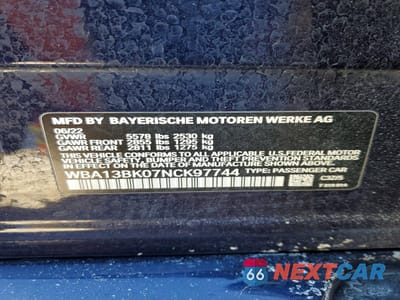 MFD BY BAYERISCHE MOTOREN WERKE AG
06/22
GVWR 5578 lbs 2530 kg
GAWR FRONT 2855 lbs 1295 kg
GAWR REAR 2811 lbs 1275 kg
THIS VEHICLE CONFORMS TO ALL APPLICABLE U.S. FEDERAL MOTOR
VEHICLE SAFETY, BUMPER, AND THEFT PREVENTION STANDARDS
IN EFFECT ON THE DATE OF MANUFACTURE SHOWN ABOVE.
WBA13BK07NCK97744 TYPE: PASSENGER CAR
66 NEXTCAR